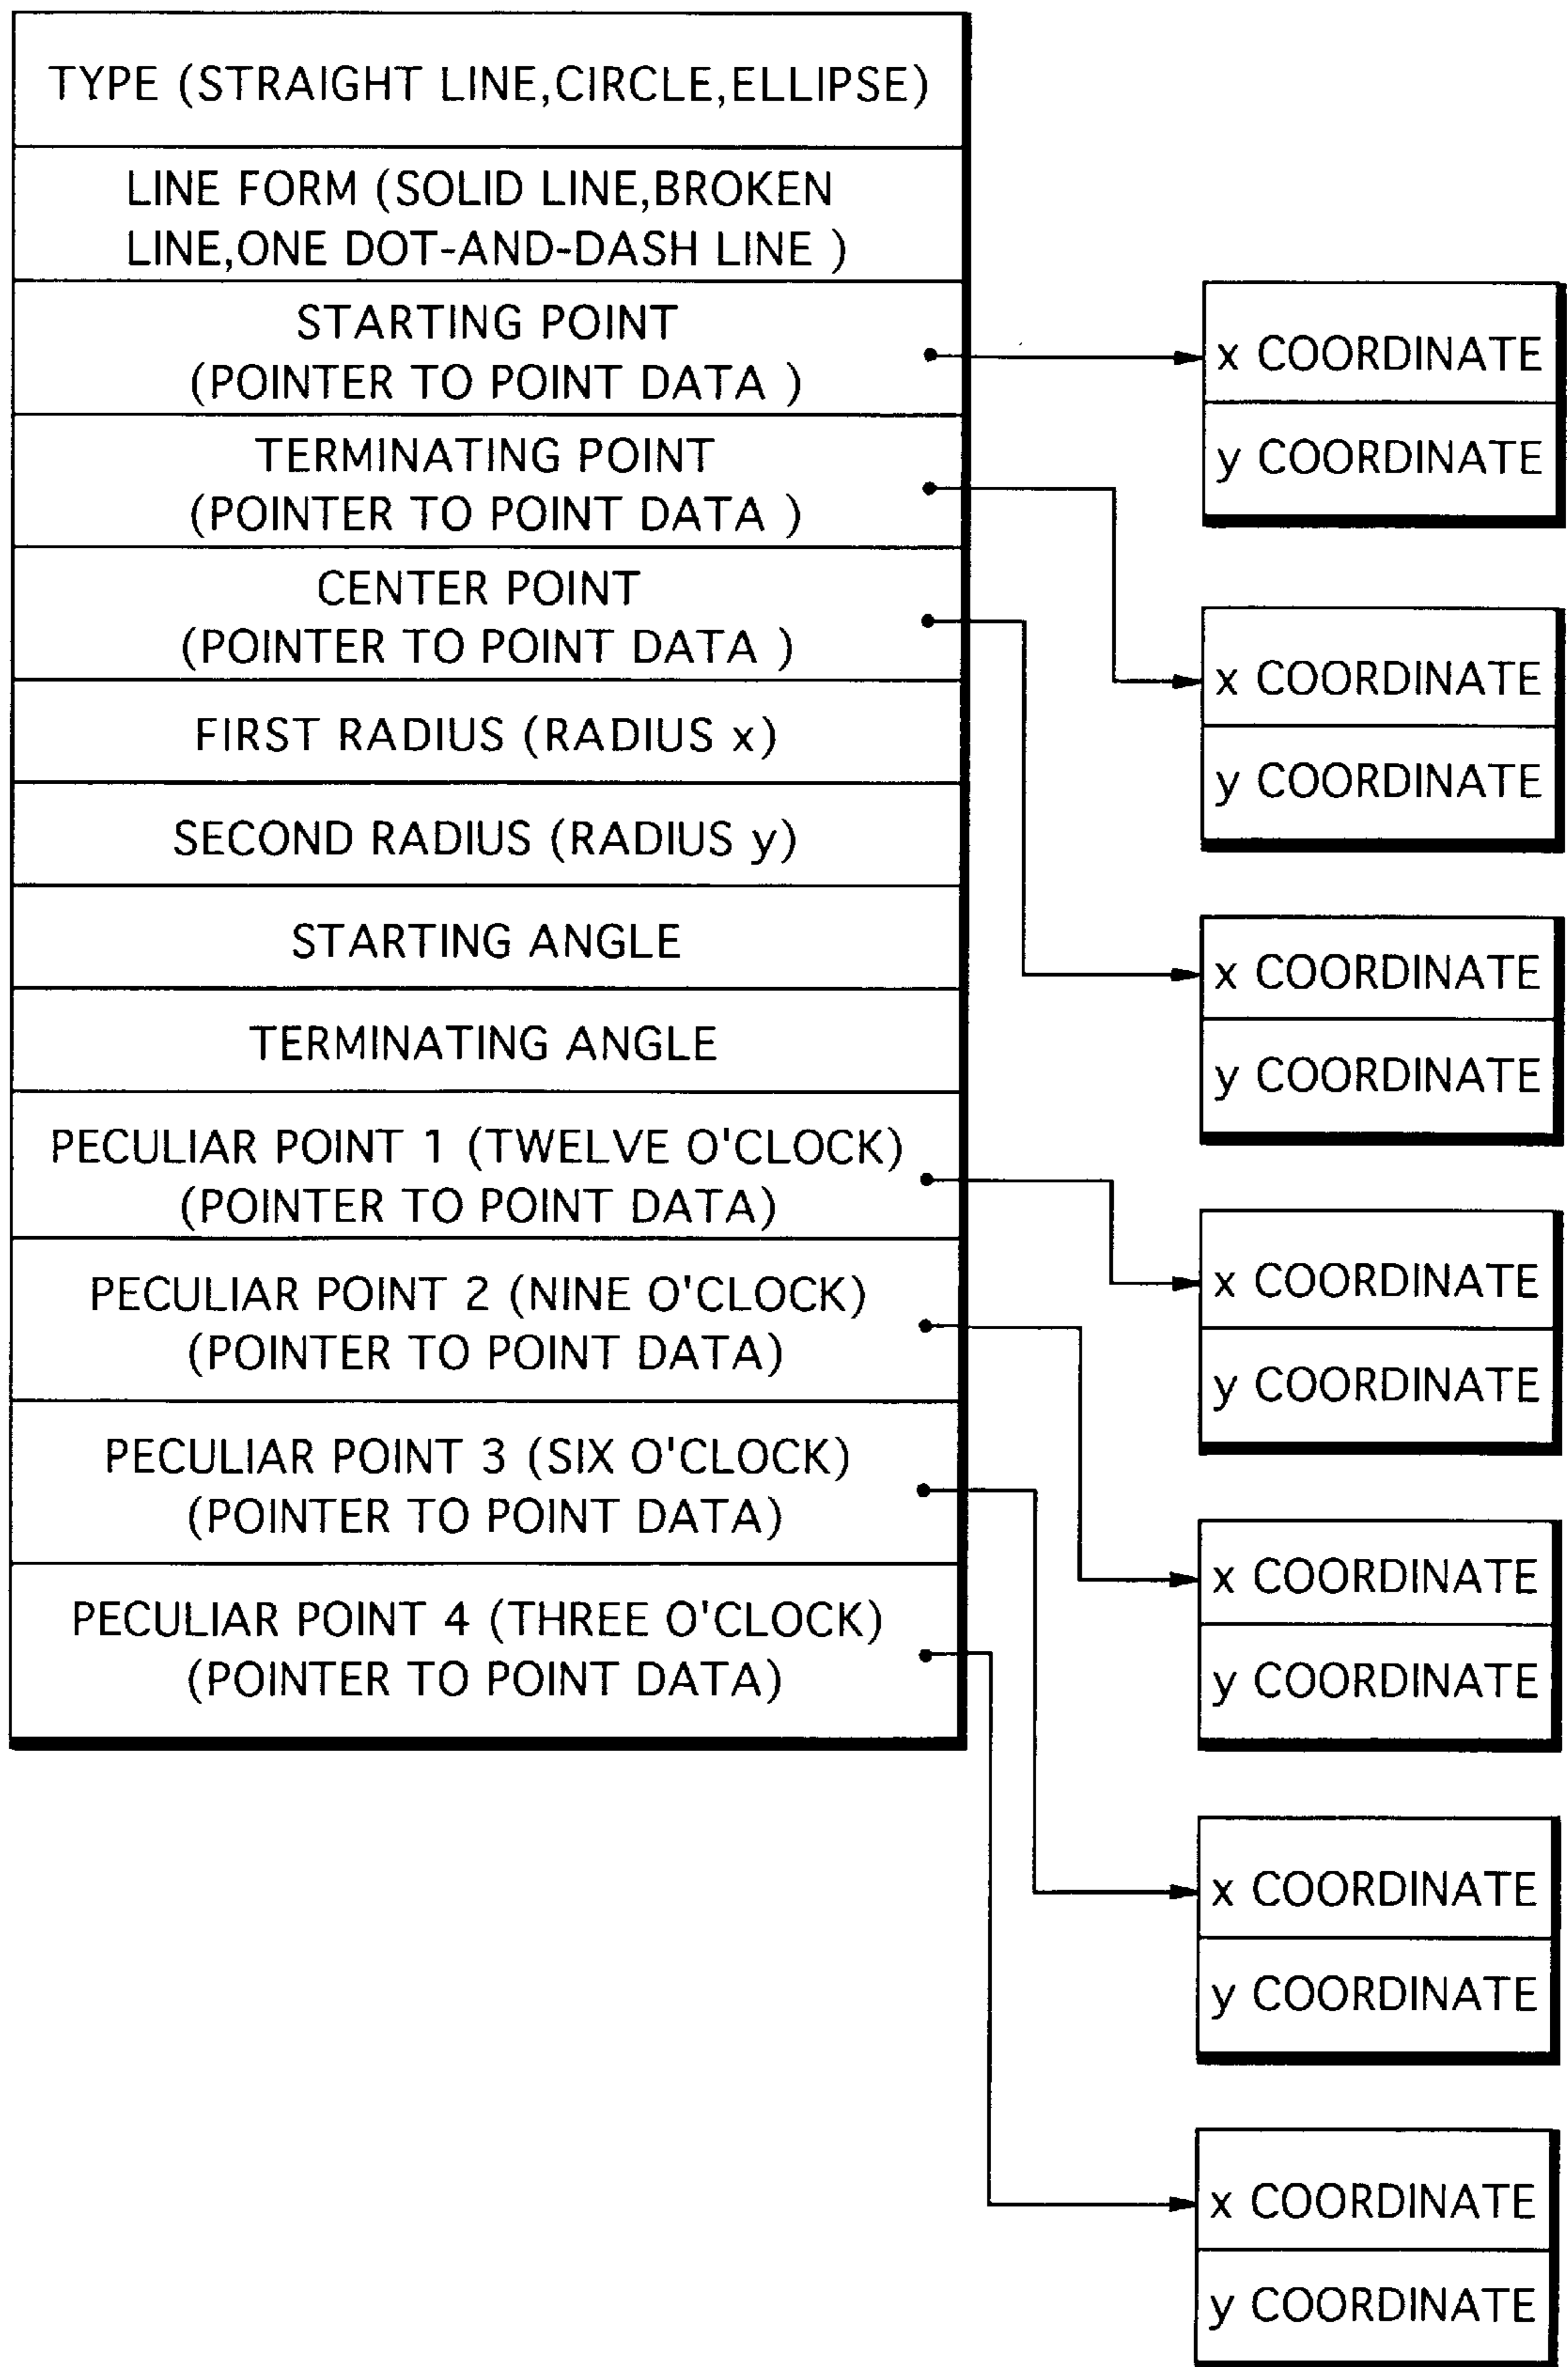 TYPE (STRAIGHT LINE,CIRCLE,ELLIPSE)
LINE FORM (SOLID LINE,BROKEN
LINE,ONE DOT-AND-DASH LINE )
STARTING POINT
(POINTER TO POINT DATA )
TERMINATING POINT
(POINTER TO POINT DATA )
CENTER POINT
(POINTER TO POINT DATA )
FIRST RADIUS (RADIUS x)
SECOND RADIUS (RADIUS y)
STARTING ANGLE
TERMINATING ANGLE
PECULIAR POINT 1 (TWELVE O'CLOCK)
(POINTER TO POINT DATA)
PECULIAR POINT 2 (NINE O'CLOCK)
(POINTER TO POINT DATA)
PECULIAR POINT 3 (SIX O'CLOCK)
(POINTER TO POINT DATA)
PECULIAR POINT 4 (THREE O'CLOCK)
(POINTER TO POINT DATA)
x COORDINATE
y COORDINATE
x COORDINATE
y COORDINATE
x COORDINATE
y COORDINATE
x COORDINATE
y COORDINATE
x COORDINATE
y COORDINATE
x COORDINATE
y COORDINATE
x COORDINATE
y COORDINATE